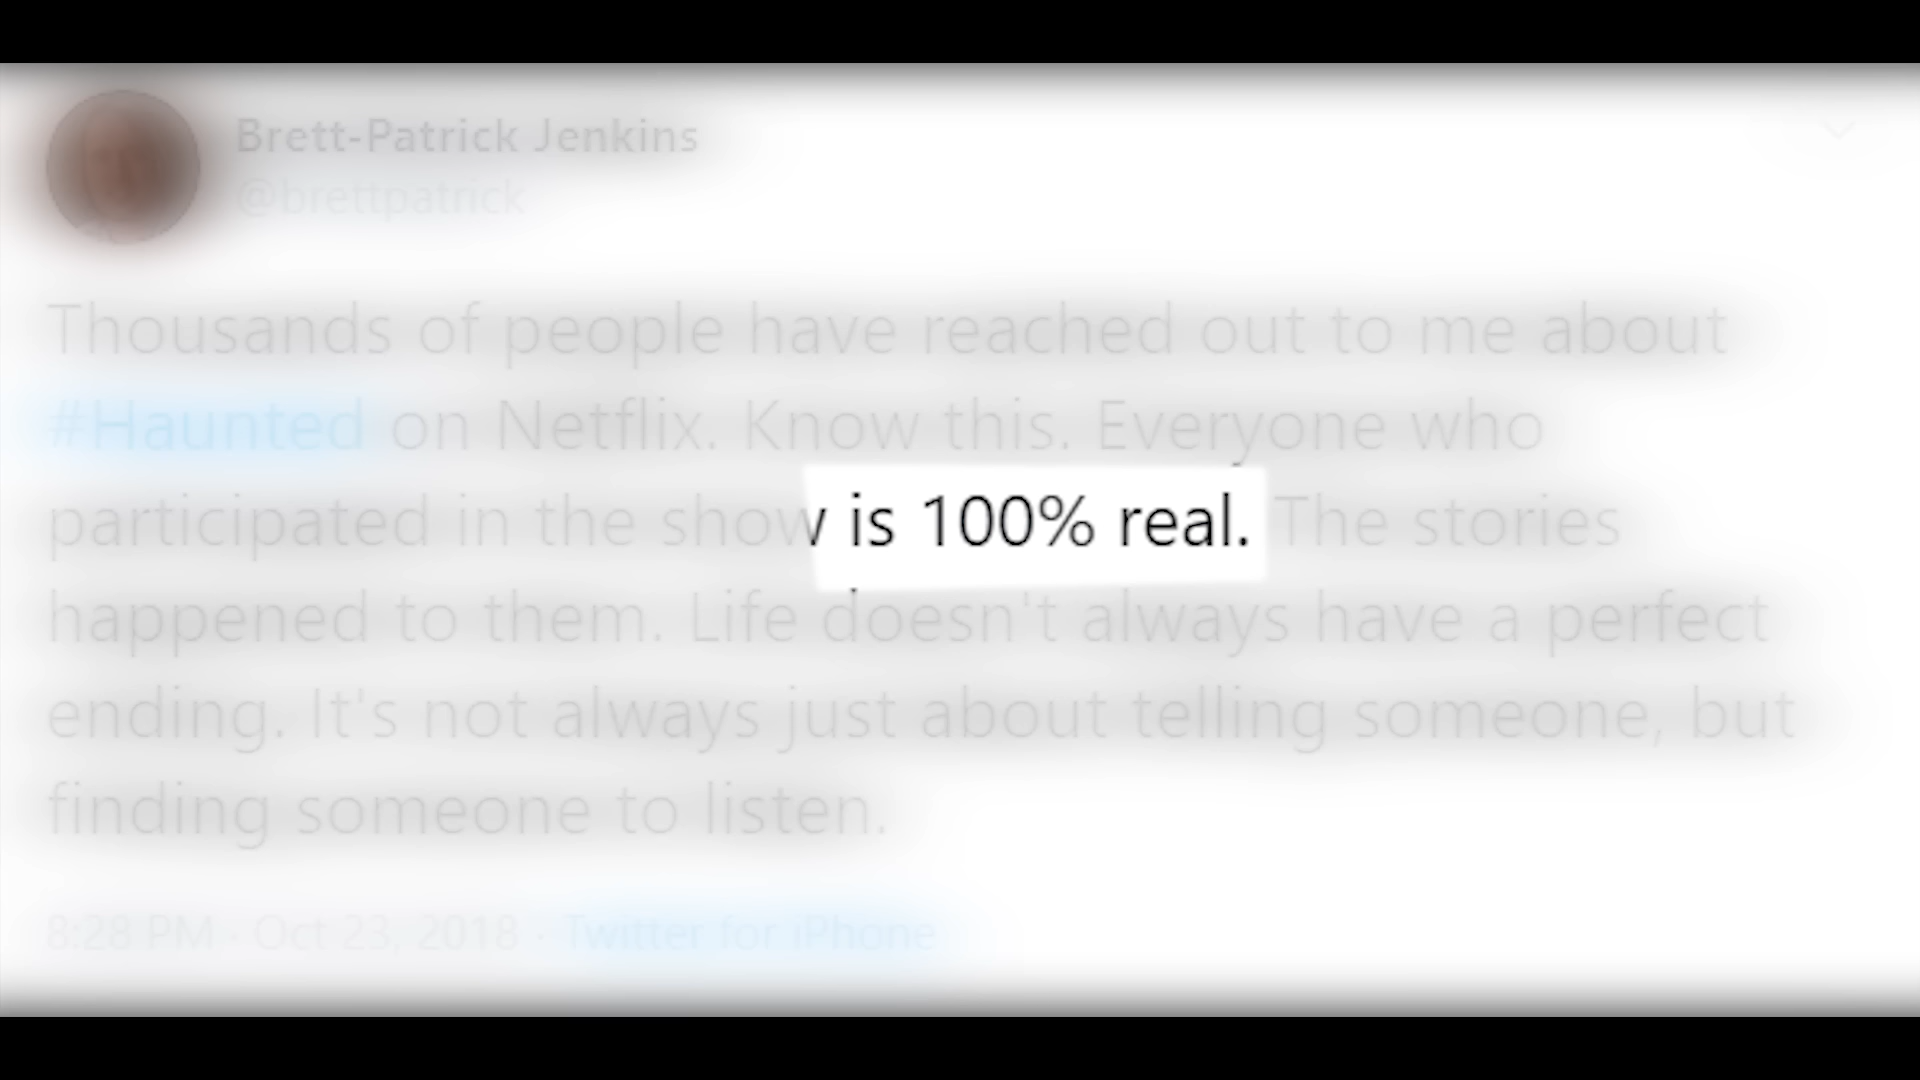 Brett-Patrick Jenkins
@brettpatrick
Thousands of people have reached out to me about
#Haunted on Netflix. Know this. Everyone who
participated in the show is 100% real. The stories
happened to them. Life doesn't always have a perfect
ending. It's not always just about telling someone, but
finding someone to listen.
8:28 PM · Oct 23, 2018 · Twitter for iPhone